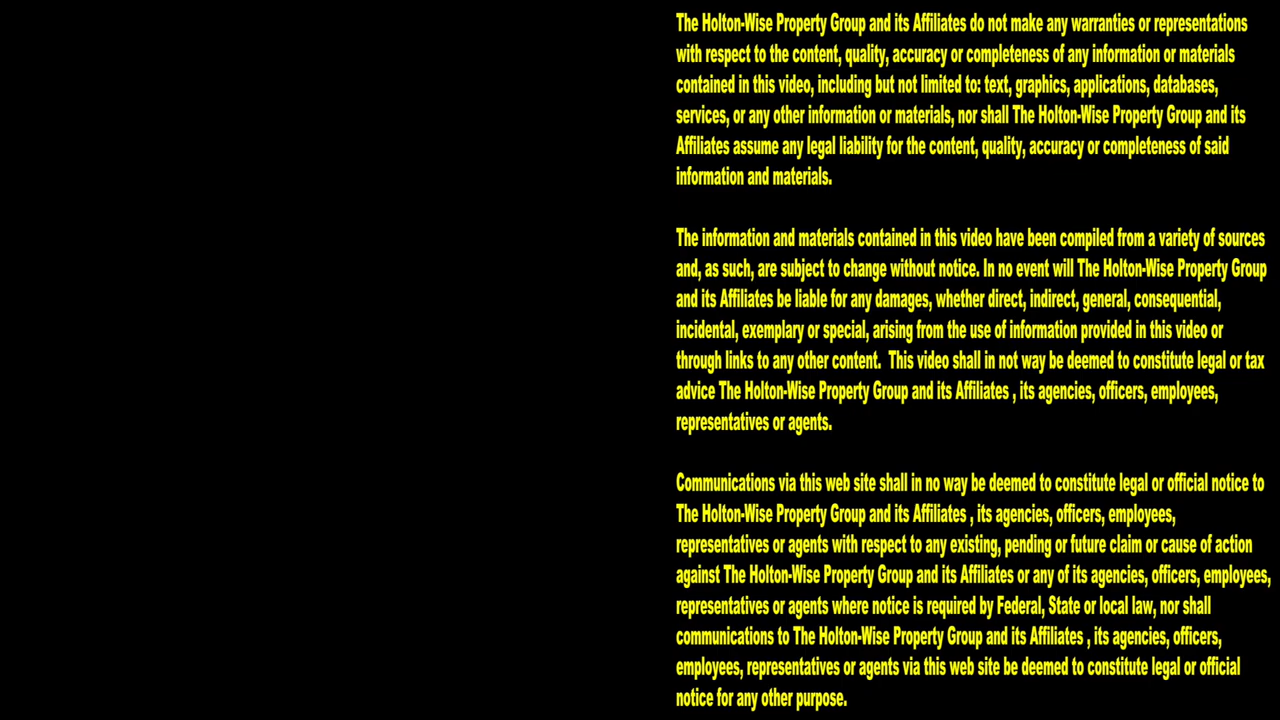 The Holton-Wise Property Group and its Affiliates do not make any warranties or representations
with respect to the content, quality, accuracy or completeness of any information or materials
contained in this video, including but not limited to: text, graphics, applications, databases,
services, or any other information or materials, nor shall The Holton-Wise Property Group and its
Affiliates assume any legal liability for the content, quality, accuracy or completeness of said
information and materials.
The information and materials contained in this video have been compiled from a variety of sources
and, as such, are subject to change without notice. In no event will The Holton-Wise Property Group
and its Affiliates be liable for any damages, whether direct, indirect, general, consequential,
incidental, exemplary or special, arising from the use of information provided in this video or
through links to any other content.  This video shall in not way be deemed to constitute legal or tax
advice The Holton-Wise Property Group and its Affiliates , its agencies, officers, employees,
representatives or agents.
Communications via this web site shall in no way be deemed to constitute legal or official notice to
The Holton-Wise Property Group and its Affiliates , its agencies, officers, employees,
representatives or agents with respect to any existing, pending or future claim or cause of action
against The Holton-Wise Property Group and its Affiliates or any of its agencies, officers, employees,
representatives or agents where notice is required by Federal, State or local law, nor shall
communications to The Holton-Wise Property Group and its Affiliates , its agencies, officers,
employees, representatives or agents via this web site be deemed to constitute legal or official
notice for any other purpose.